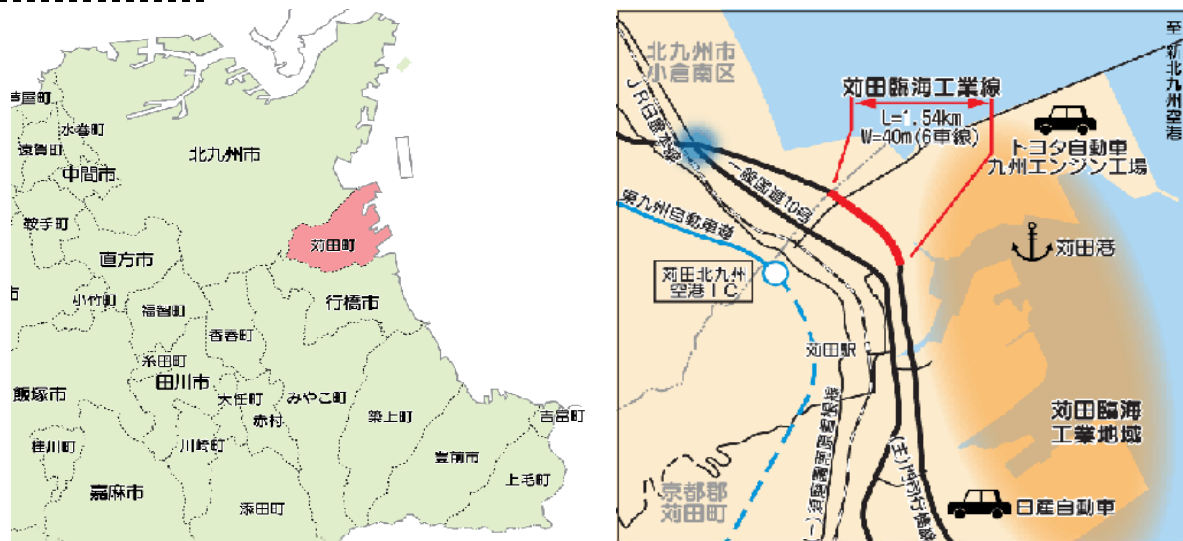 芦屋町
水巻町
遠賀町
中間市
北九州市
鞍手町
苅田町
直方市
小竹町
福智町
行橋市
香春町
糸田町
飯塚市
田川市
大任町
みやこ町
赤村
築上町
吉富町
桂川町
川崎町
豊前市
上毛町
嘉麻市
添田町
北九州市
小倉南区
JR日豊本線
苅田臨海工業線
L=1.54km
W=40m(6車線)
至 新北九州空港
トヨタ自動車
九州エンジン工場
一般国道10号
東九州自動車道
苅田港
苅田北九州
空港IC
苅田駅
苅田臨海
工業地域
(主)門司行橋線
京都郡
苅田町
日産自動車